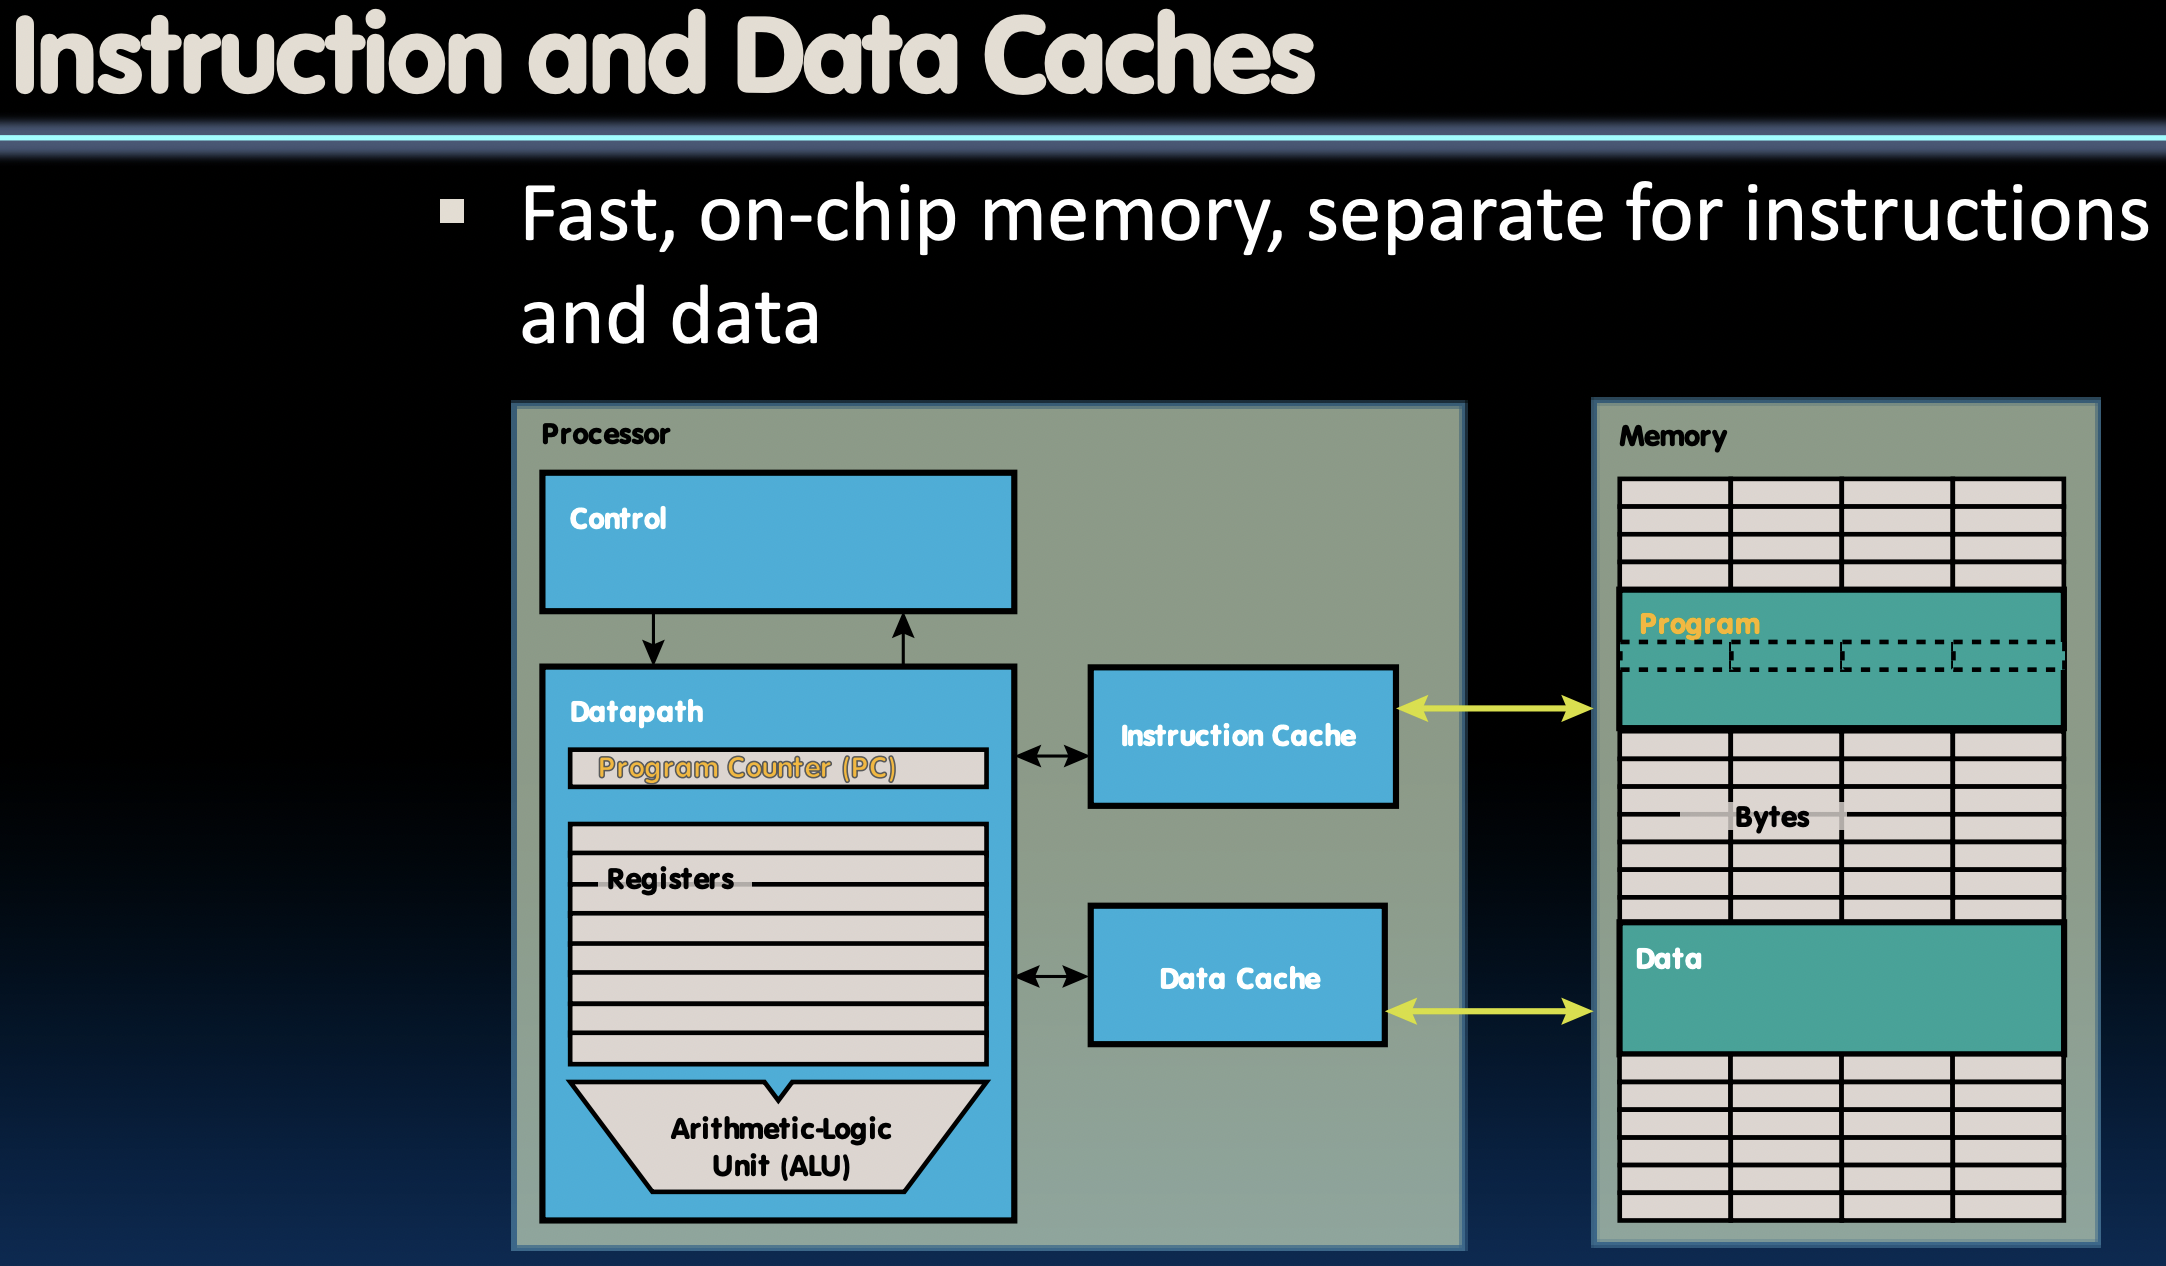 Instruction and Data Caches
Fast, on-chip memory, separate for instructions
and data
Processor
Control
Datapath
Program Counter (PC)
Registers
Arithmetic-Logic
Unit (ALU)
Instruction Cache
Data Cache
Memory
Program
Bytes
Data